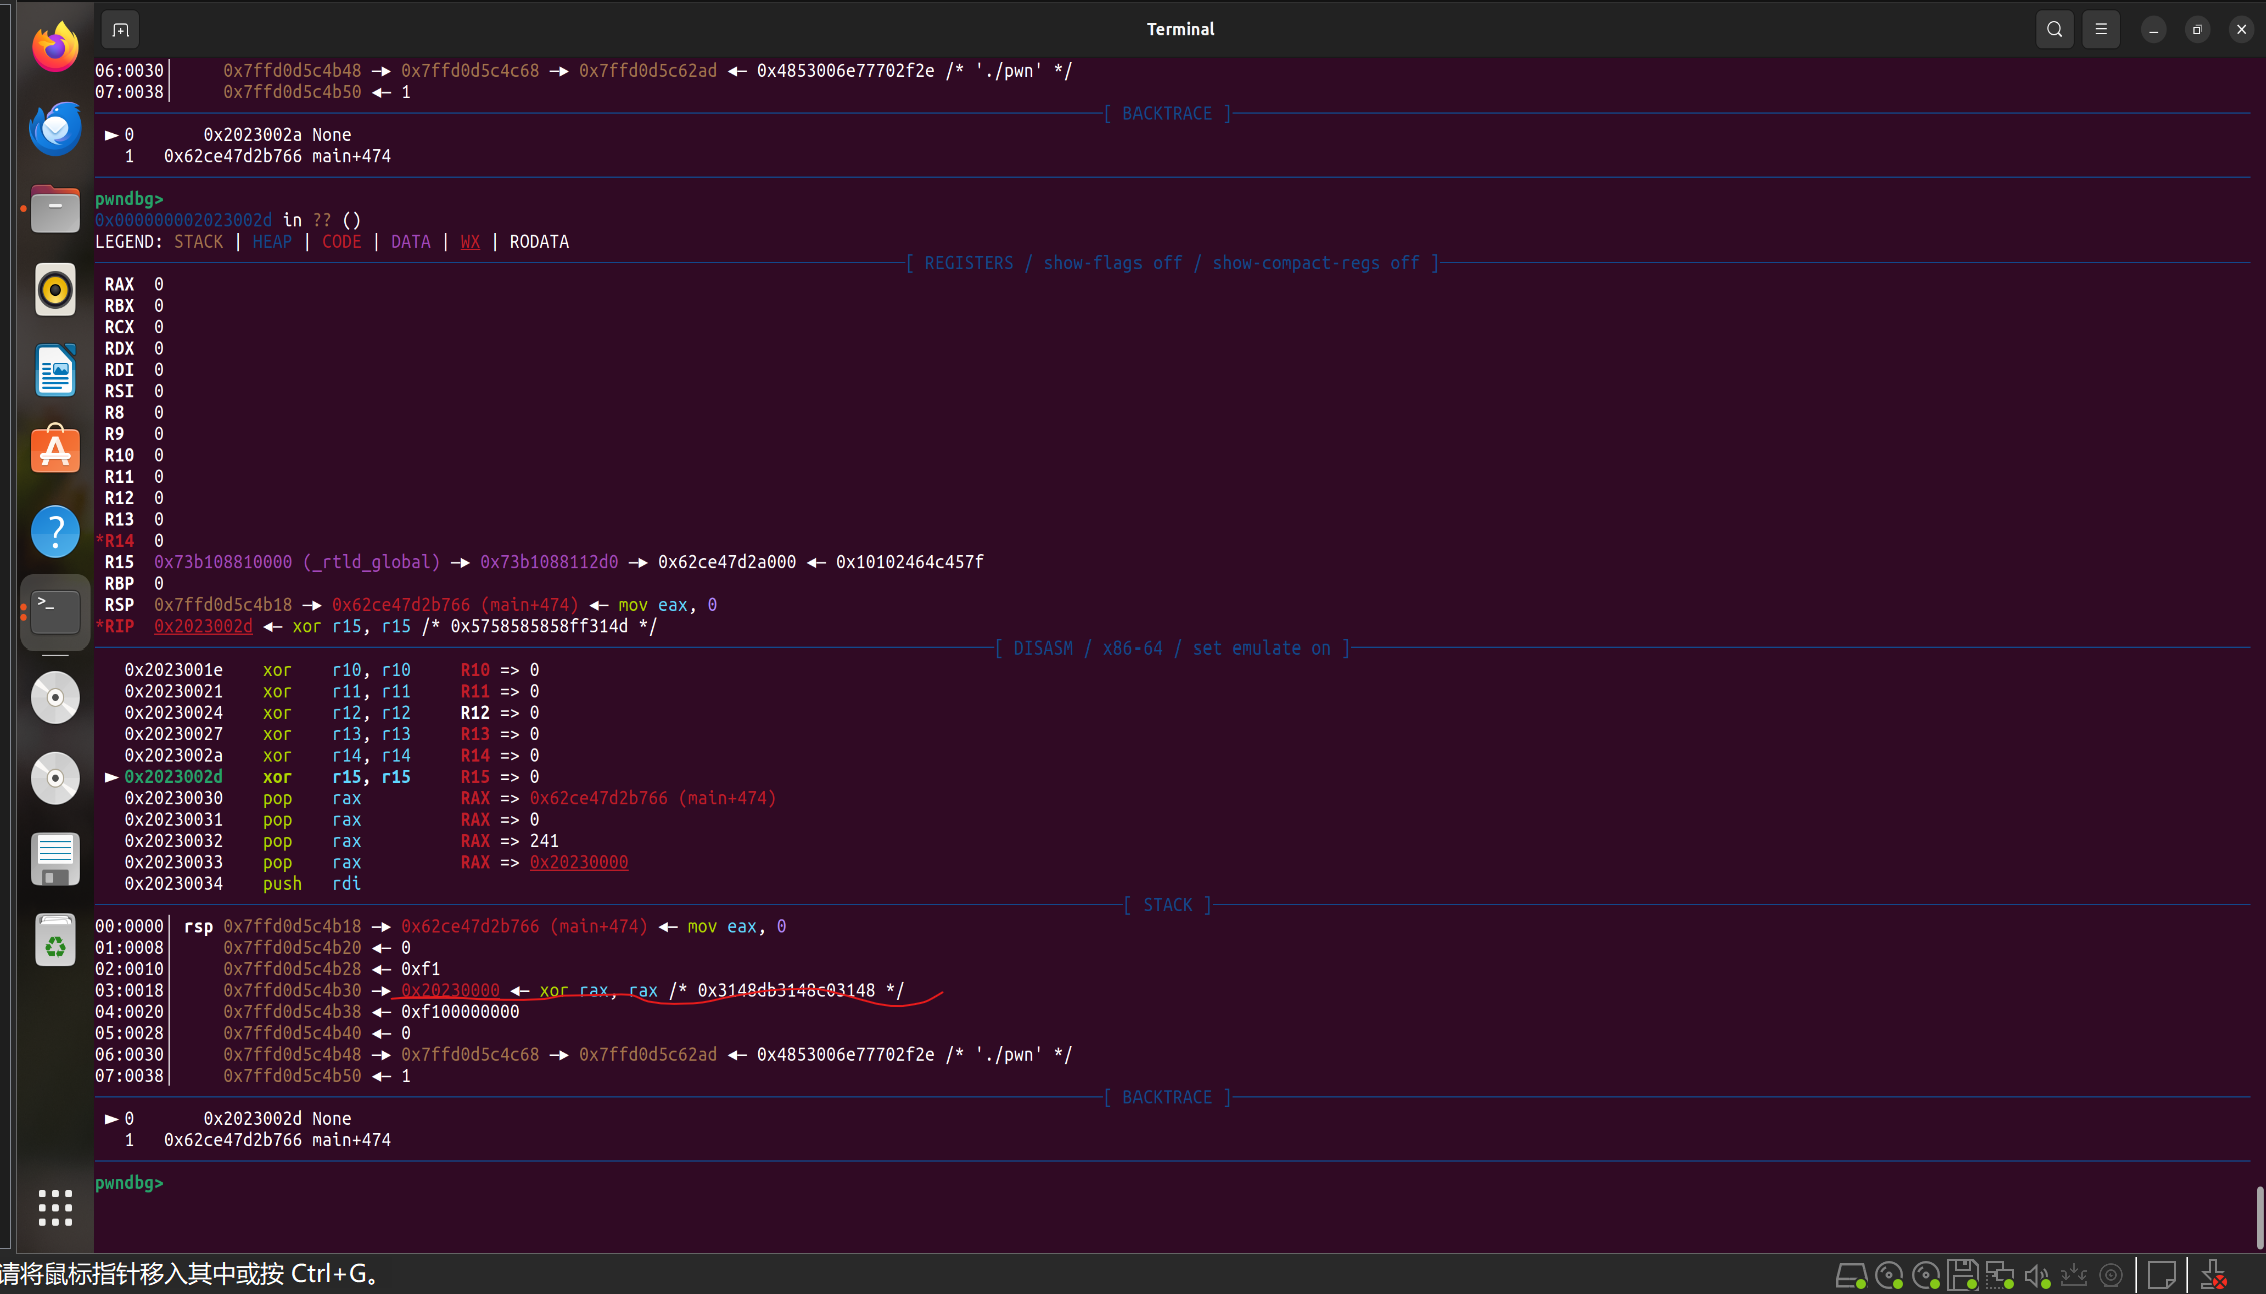 Terminal
06:0030│     0x7ffd0d5c4b48 —▸ 0x7ffd0d5c4c68 —▸ 0x7ffd0d5c62ad ◂— 0x4853006e77702f2e /* './pwn' */
07:0038│     0x7ffd0d5c4b50 ◂— 1
[ BACKTRACE ]
► 0       0x2023002a None
1   0x62ce47d2b766 main+474
pwndbg>
0x000000002023002d in ?? ()
LEGEND: STACK | HEAP | CODE | DATA | WX | RODATA
[ REGISTERS / show-flags off / show-compact-regs off ]
RAX  0
RBX  0
RCX  0
RDX  0
RDI  0
RSI  0
R8   0
R9   0
R10  0
R11  0
R12  0
R13  0
*R14  0
R15  0x73b108810000 (_rtld_global) —▸ 0x73b1088112d0 —▸ 0x62ce47d2a000 ◂— 0x10102464c457f
RBP  0
RSP  0x7ffd0d5c4b18 —▸ 0x62ce47d2b766 (main+474) ◂— mov eax, 0
*RIP  0x2023002d ◂— xor r15, r15 /* 0x5758585858ff314d */
[ DISASM / x86-64 / set emulate on ]
0x2023001e    xor    r10, r10     R10 => 0
0x20230021    xor    r11, r11     R11 => 0
0x20230024    xor    r12, r12     R12 => 0
0x20230027    xor    r13, r13     R13 => 0
0x2023002a    xor    r14, r14     R14 => 0
► 0x2023002d    xor    r15, r15     R15 => 0
0x20230030    pop    rax          RAX => 0x62ce47d2b766 (main+474)
0x20230031    pop    rax          RAX => 0
0x20230032    pop    rax          RAX => 241
0x20230033    pop    rax          RAX => 0x20230000
0x20230034    push   rdi
[ STACK ]
00:0000│ rsp 0x7ffd0d5c4b18 —▸ 0x62ce47d2b766 (main+474) ◂— mov eax, 0
01:0008│     0x7ffd0d5c4b20 ◂— 0
02:0010│     0x7ffd0d5c4b28 ◂— 0xf1
03:0018│     0x7ffd0d5c4b30 —▸ 0x20230000 ◂— xor rax, rax /* 0x3148db3148c03148 */
04:0020│     0x7ffd0d5c4b38 ◂— 0xf100000000
05:0028│     0x7ffd0d5c4b40 ◂— 0
06:0030│     0x7ffd0d5c4b48 —▸ 0x7ffd0d5c4c68 —▸ 0x7ffd0d5c62ad ◂— 0x4853006e77702f2e /* './pwn' */
07:0038│     0x7ffd0d5c4b50 ◂— 1
[ BACKTRACE ]
► 0       0x2023002d None
1   0x62ce47d2b766 main+474
pwndbg>
请将鼠标指针移入其中或按 Ctrl+G。